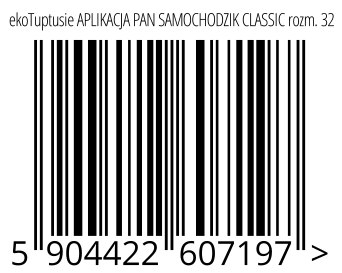 ekoTuptusie APLIKACJA PAN SAMOCHODZIK CLASSIC rozm. 32
5 904422 607197 >